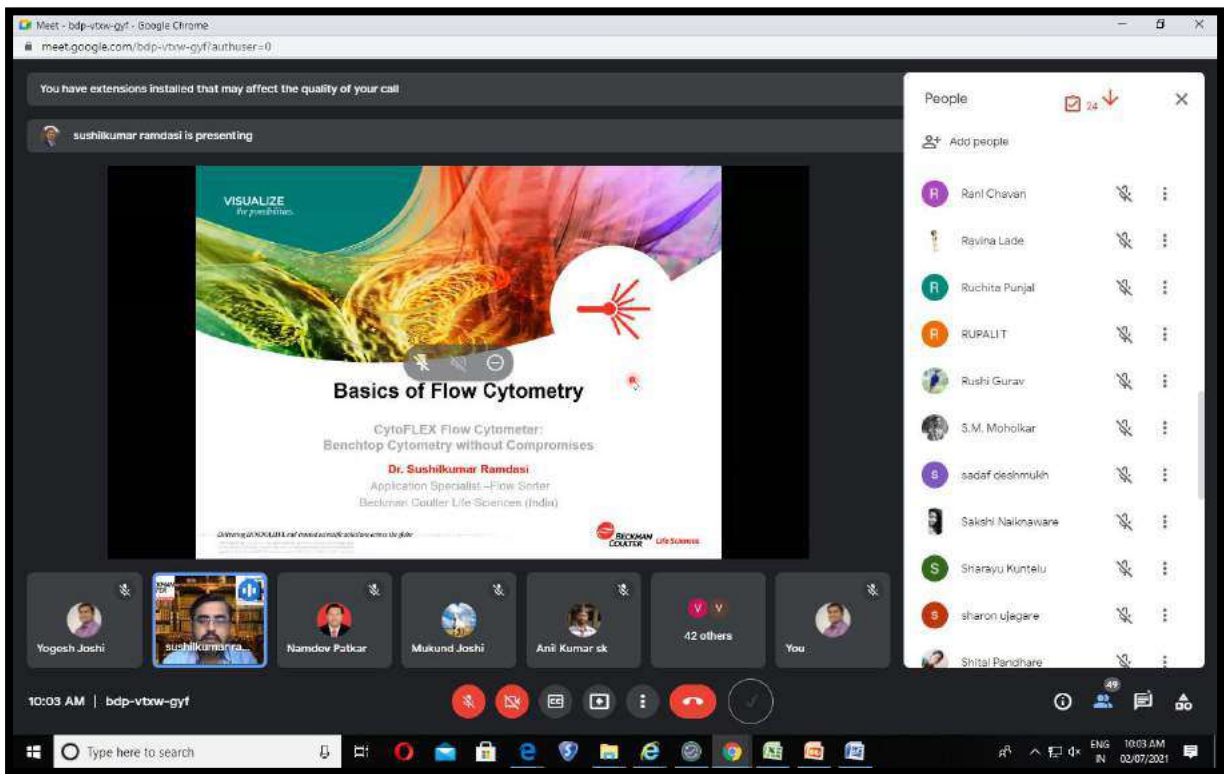 Meet - bdp-vtxw-gyf - Google Chrome
meet.google.com/bdp-vtxw-gyf?authuser=0
You have extensions installed that may affect the quality of your call
sushilkumar ramdasi is presenting
VISUALIZE
the possibilities.
Basics of Flow Cytometry
CytoFLEX Flow Cytometer:
Benchtop Cytometry without Compromises
Dr. Sushilkumar Ramdasi
Application Specialist –Flow Sorter
Beckman Coulter Life Sciences (India)
BECKMAN
COULTER
Life Sciences
People
24
Add people
R
Rani Chavan
Ravina Lade
R
Ruchita Punjal
R
RUPALI T
Rushi Gurav
S.M. Moholkar
s
sadaf deshmukh
Sakshi Naiknaware
S
Sharayu Kuntelu
s
sharon ujagare
Shital Pandhare
Yogesh Joshi
sushilkumar ra...
Namdev Patkar
Mukund Joshi
Anil Kumar sk
V V
42 others
You
10:03 AM | bdp-vtxw-gyf
CC
49
Type here to search
ENG
IN
10:03 AM
02/07/2021